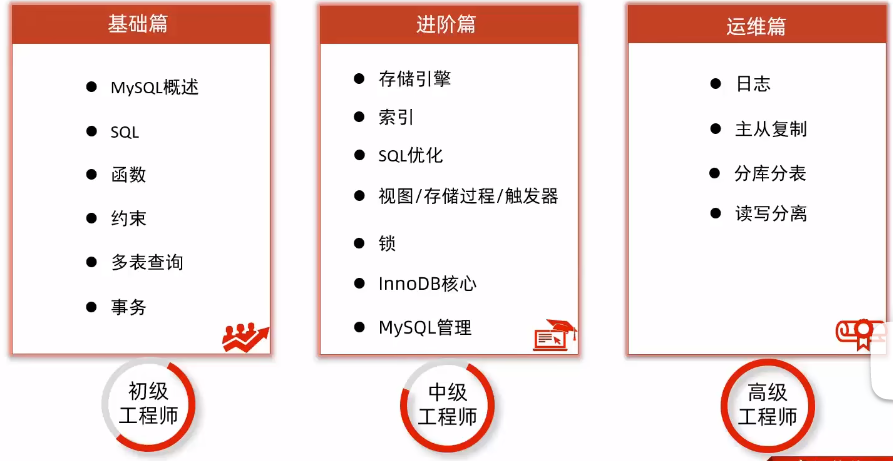 基础篇
MySQL概述
SQL
函数
约束
多表查询
事务
初级
工程师
进阶篇
存储引擎
索引
SQL优化
视图/存储过程/触发器
锁
InnoDB核心
MySQL管理
中级
工程师
运维篇
日志
主从复制
分库分表
读写分离
高级
工程师